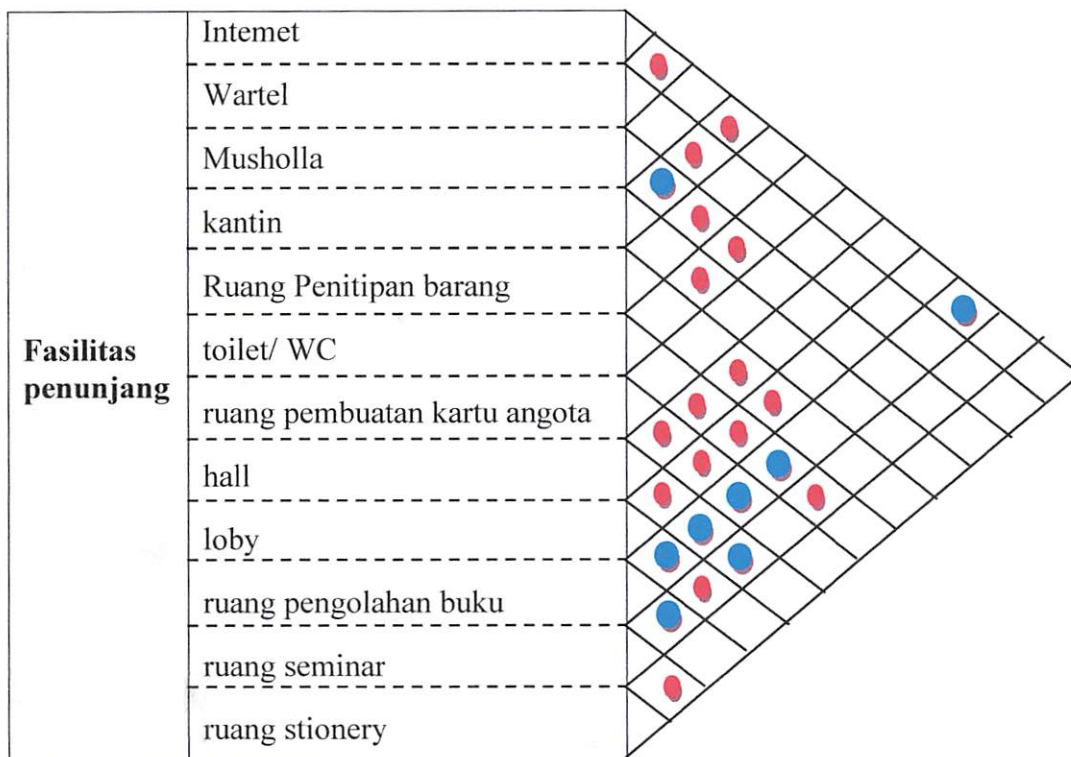 Intemet
Wartel
Musholla
kantin
Ruang Penitipan barang
Fasilitas
penunjang
toilet/ WC
ruang pembuatan kartu angota
hall
loby
ruang pengolahan buku
ruang seminar
ruang stionery